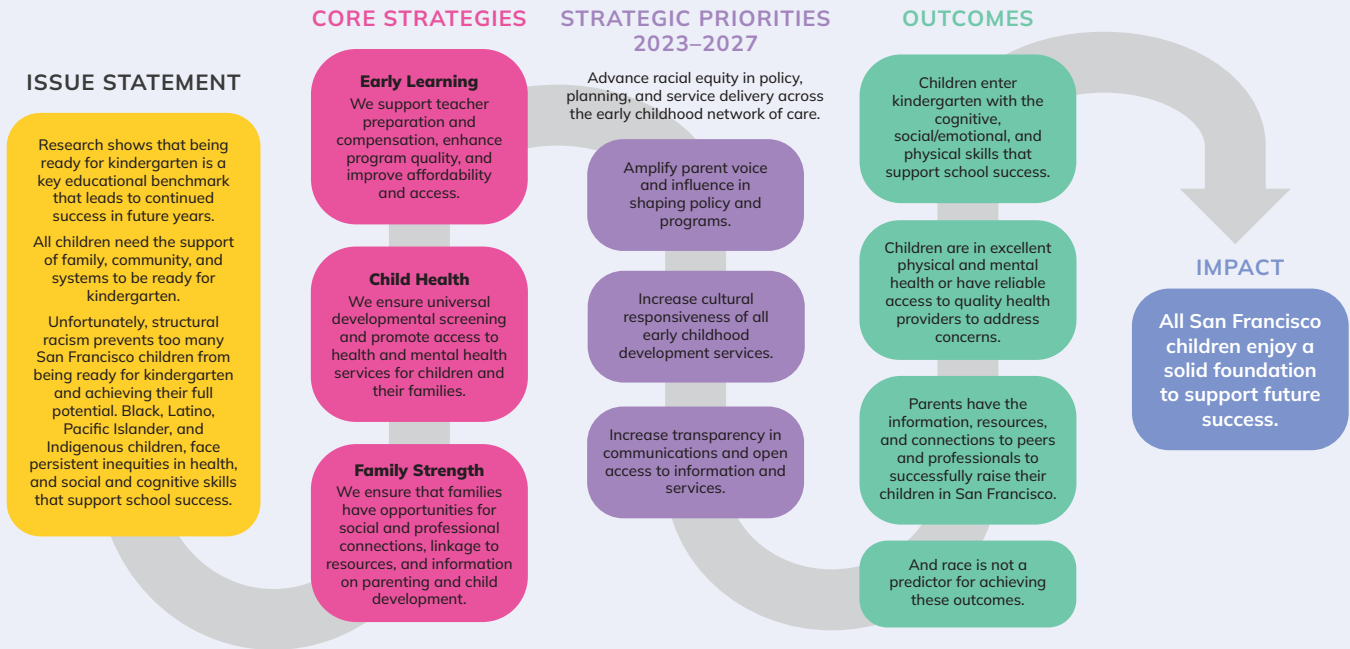 ISSUE STATEMENT
Research shows that being
ready for kindergarten is a
key educational benchmark
that leads to continued
success in future years.
All children need the support
of family, community, and
systems to be ready for
kindergarten.
Unfortunately, structural
racism prevents too many
San Francisco children from
being ready for kindergarten
and achieving their full
potential. Black, Latino,
Pacific Islander, and
Indigenous children, face
persistent inequities in health,
and social and cognitive skills
that support school success.
CORE STRATEGIES
Early Learning
We support teacher
preparation and
compensation, enhance
program quality, and
improve affordability
and access.
Child Health
We ensure universal
developmental screening
and promote access to
health and mental health
services for children and
their families.
Family Strength
We ensure that families
have opportunities for
social and professional
connections, linkage to
resources, and information
on parenting and child
development.
STRATEGIC PRIORITIES
2023–2027
Advance racial equity in policy,
planning, and service delivery across
the early childhood network of care.
Amplify parent voice
and influence in
shaping policy and
programs.
Increase cultural
responsiveness of all
early childhood
development services.
Increase transparency in
communications and open
access to information and
services.
OUTCOMES
Children enter
kindergarten with the
cognitive,
social/emotional, and
physical skills that
support school success.
Children are in excellent
physical and mental
health or have reliable
access to quality health
providers to address
concerns.
Parents have the
information, resources,
and connections to peers
and professionals to
successfully raise their
children in San Francisco.
And race is not a
predictor for achieving
these outcomes.
IMPACT
All San Francisco
children enjoy a
solid foundation
to support future
success.